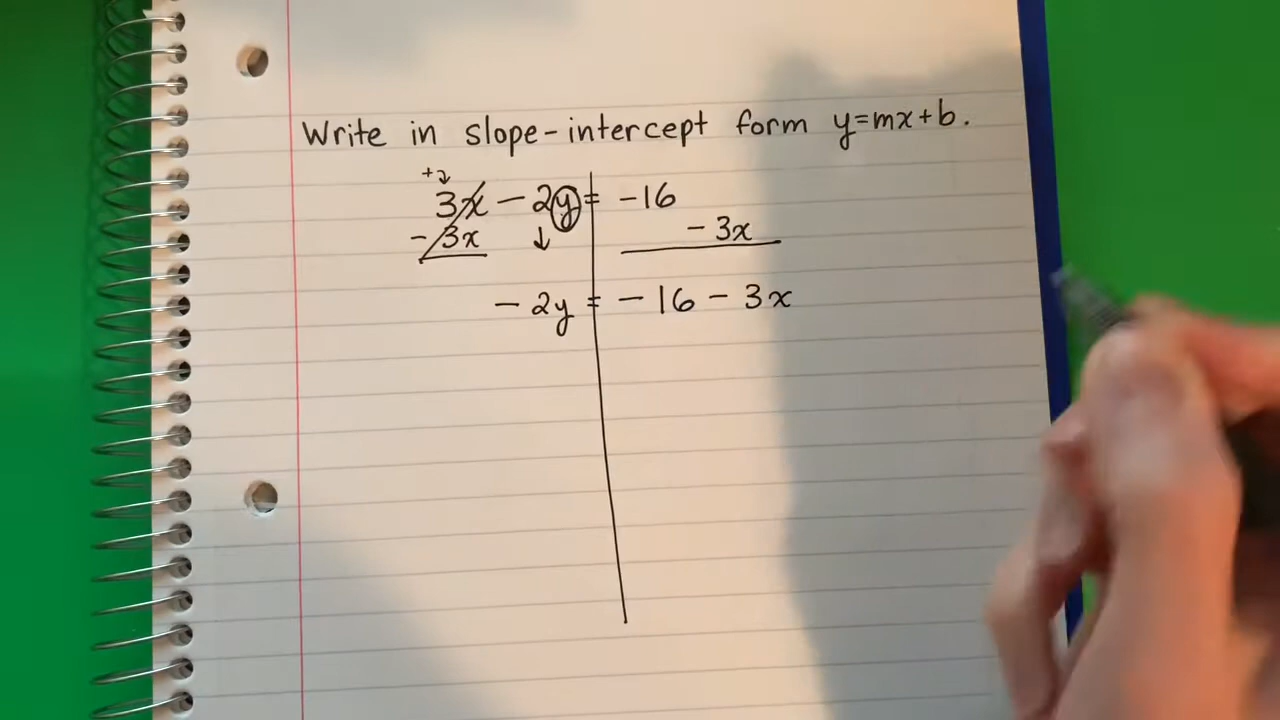 Write in slope-intercept form y=mx+b.
+
3x - 2y = -16
- 3x - 3x
- 2y = - 16 - 3x